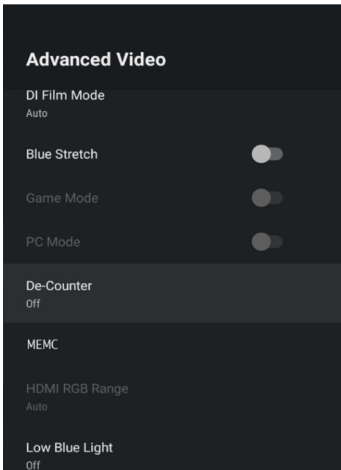 Advanced Video
DI Film Mode
Auto
Blue Stretch
Game Mode
PC Mode
De-Counter
Off
MEMC
HDMI RGB Range
Auto
Low Blue Light
Off